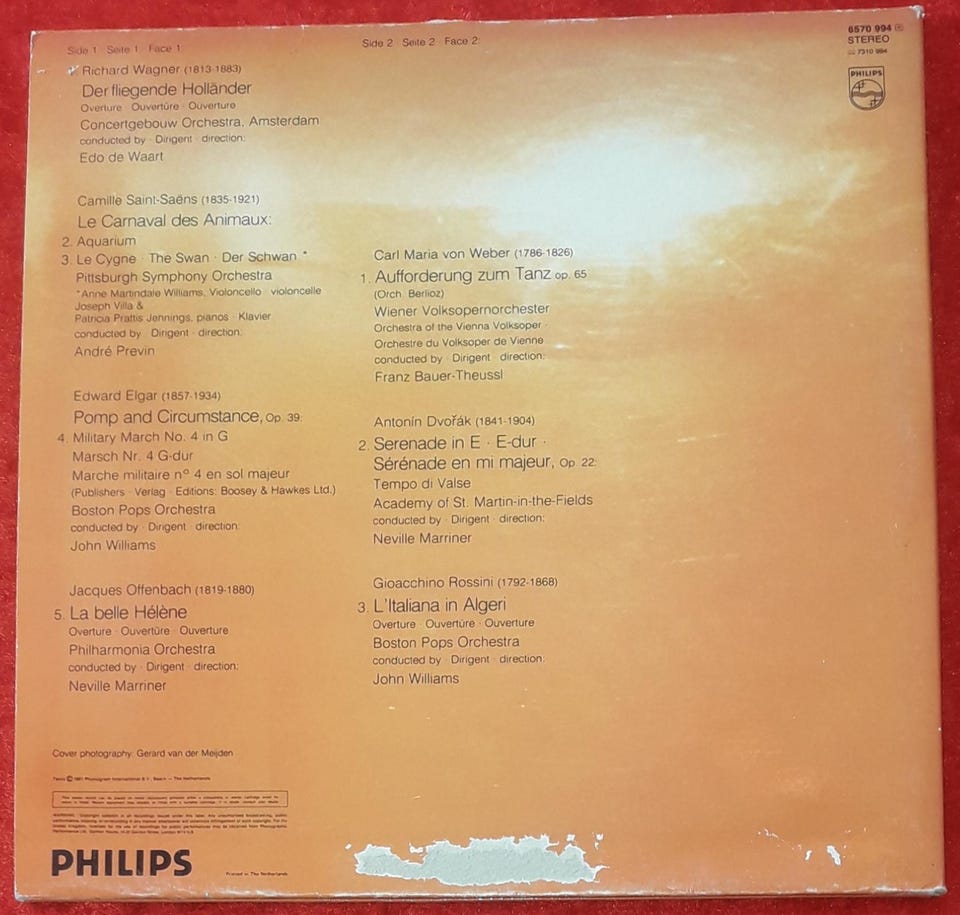 Side 1 · Seite 1 · Face 1:
Richard Wagner (1813-1883)
Der fliegende Holländer
Overture · Ouvertüre · Ouverture
Concertgebouw Orchestra, Amsterdam
conducted by · Dirigent · direction:
Edo de Waart
Camille Saint-Saëns (1835-1921)
Le Carnaval des Animaux:
2. Aquarium
3. Le Cygne · The Swan · Der Schwan *
Pittsburgh Symphony Orchestra
*Anne Martindale Williams, Violoncello · violoncelle
Joseph Villa &
Patricia Prattis Jennings, pianos · Klavier
conducted by · Dirigent · direction:
André Previn
Edward Elgar (1857-1934)
Pomp and Circumstance, Op. 39:
4. Military March No. 4 in G
Marsch Nr. 4 G-dur
Marche militaire nº 4 en sol majeur
(Publishers · Verlag · Editions: Boosey & Hawkes Ltd.)
Boston Pops Orchestra
conducted by · Dirigent · direction:
John Williams
Jacques Offenbach (1819-1880)
5. La belle Hélène
Overture · Ouvertüre · Ouverture
Philharmonia Orchestra
conducted by · Dirigent · direction:
Neville Marriner
Cover photography: Gerard van der Meijden
PHILIPS
Printed in The Netherlands
Side 2 · Seite 2 · Face 2:
Carl Maria von Weber (1786-1826)
1. Aufforderung zum Tanz op. 65
(Orch. Berlioz)
Wiener Volksopernorchester
Orchestra of the Vienna Volksoper ·
Orchestre du Volksoper de Vienne
conducted by · Dirigent · direction:
Franz Bauer-Theussl
Antonín Dvořák (1841-1904)
2. Serenade in E · E-dur ·
Sérénade en mi majeur, Op. 22:
Tempo di Valse
Academy of St. Martin-in-the-Fields
conducted by · Dirigent · direction:
Neville Marriner
Gioacchino Rossini (1792-1868)
3. L'Italiana in Algeri
Overture · Ouvertüre · Ouverture
Boston Pops Orchestra
conducted by · Dirigent · direction:
John Williams
6570 994
STEREO
7310 994
PHILIPS